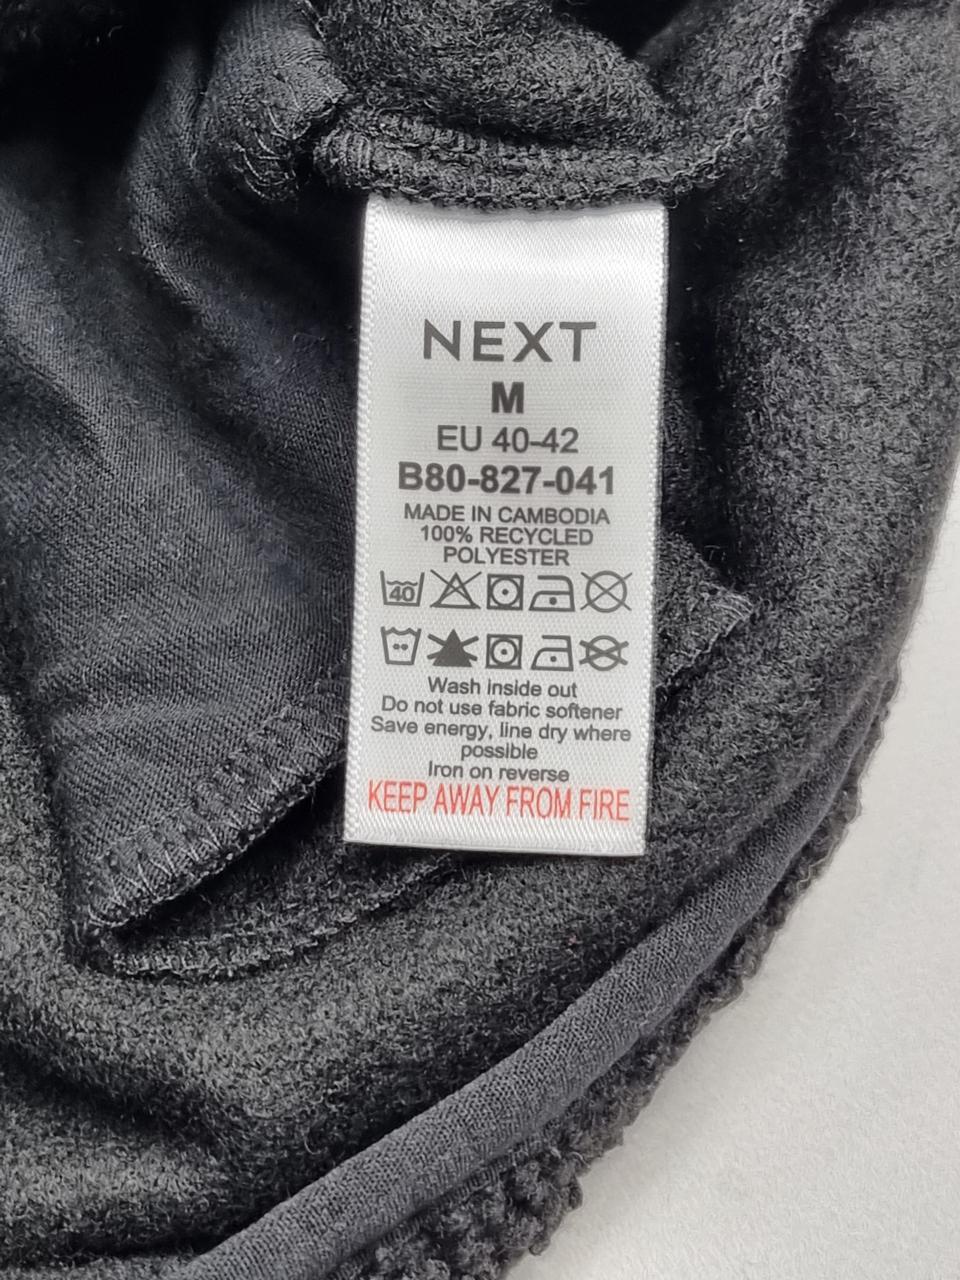 NEXT
M
EU 40-42
B80-827-041
MADE IN CAMBODIA
100% RECYCLED
POLYESTER
40
Wash inside out
Do not use fabric softener
Save energy, line dry where
possible
Iron on reverse
KEEP AWAY FROM FIRE